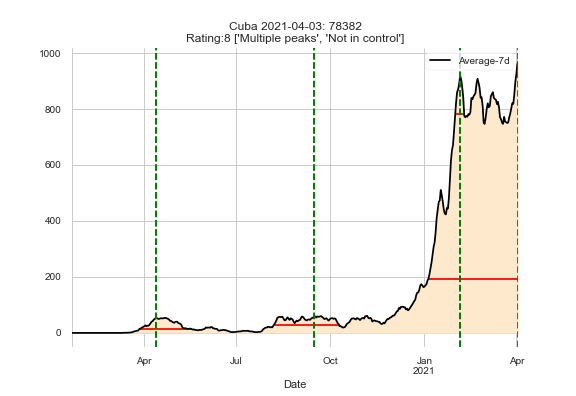 Cuba 2021-04-03: 78382
Rating:8 ['Multiple peaks', 'Not in control']
Average-7d
1000
800
600
400
200
0
Apr Jul Oct Jan Apr
2021
Date